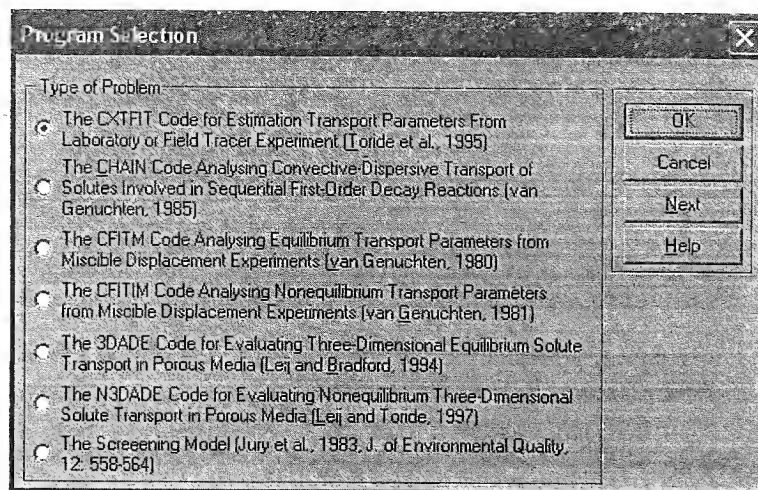 Program Selection
Type of Problem
The CXTFIT Code for Estimation Transport Parameters From
Laboratory or Field Tracer Experiment (Toride et al., 1995)
The CHAIN Code Analysing Convective-Dispersive Transport of
Solutes Involved in Sequential First-Order Decay Reactions (van
Genuchten, 1985)
The CFITM Code Analysing Equilibrium Transport Parameters from
Miscible Displacement Experiments (van Genuchten, 1980)
The CFITIM Code Analysing Nonequilibrium Transport Parameters
from Miscible Displacement Experiments (van Genuchten, 1981)
The 3DADE Code for Evaluating Three-Dimensional Equilibrium Solute
Transport in Porous Media (Leij and Bradford, 1994)
The N3DADE Code for Evaluating Nonequilibrium Three-Dimensional
Solute Transport in Porous Media (Leij and Toride, 1997)
The Screeening Model (Jury et al., 1983, J. of Environmental Quality,
12: 558-564)
OK
Cancel
Next
Help